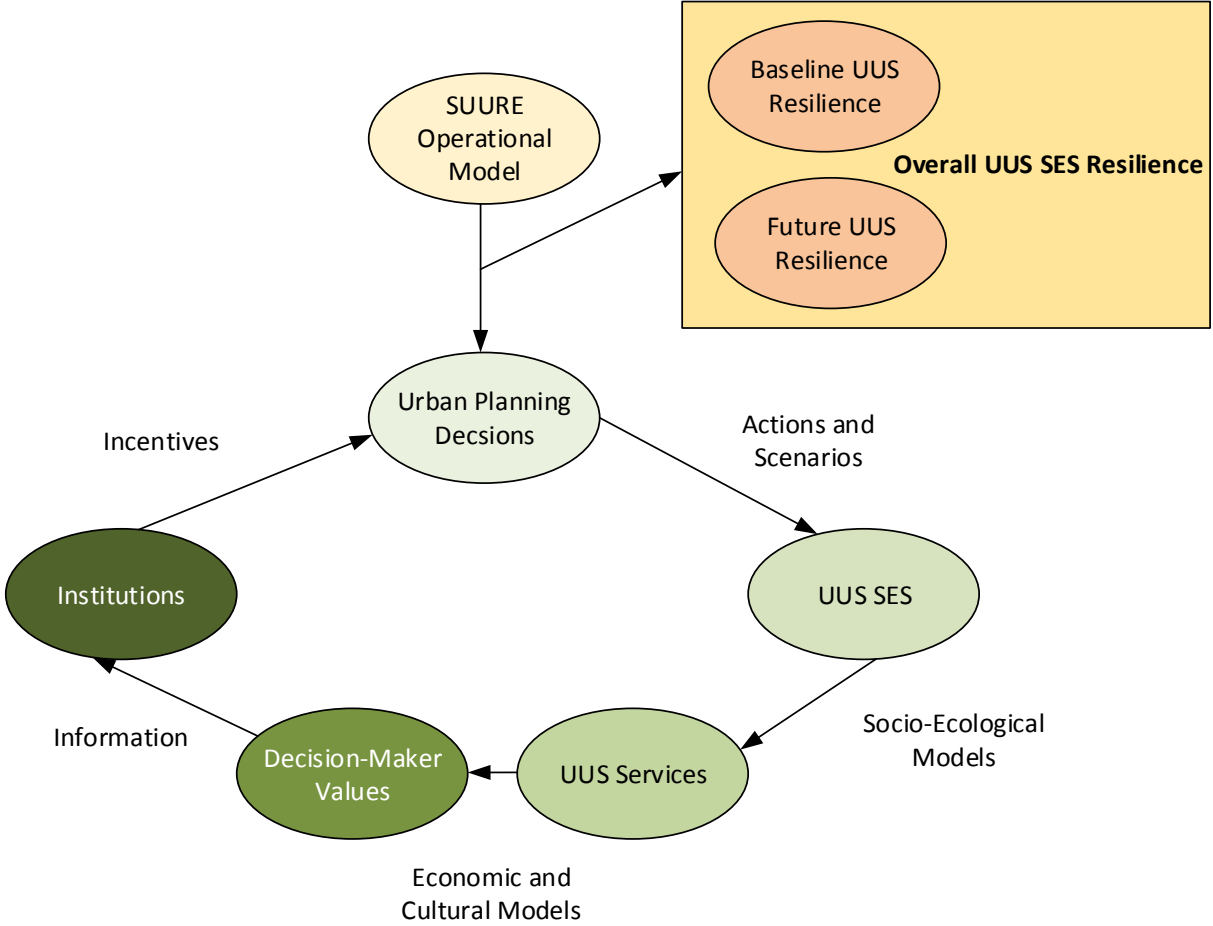 SUURE
Operational
Model
Baseline UUS
Resilience
Overall UUS SES Resilience
Future UUS
Resilience
Urban Planning
Decsions
Incentives
Actions and
Scenarios
Institutions
UUS SES
Information
Socio-Ecological
Models
Decision-Maker
Values
UUS Services
Economic and
Cultural Models